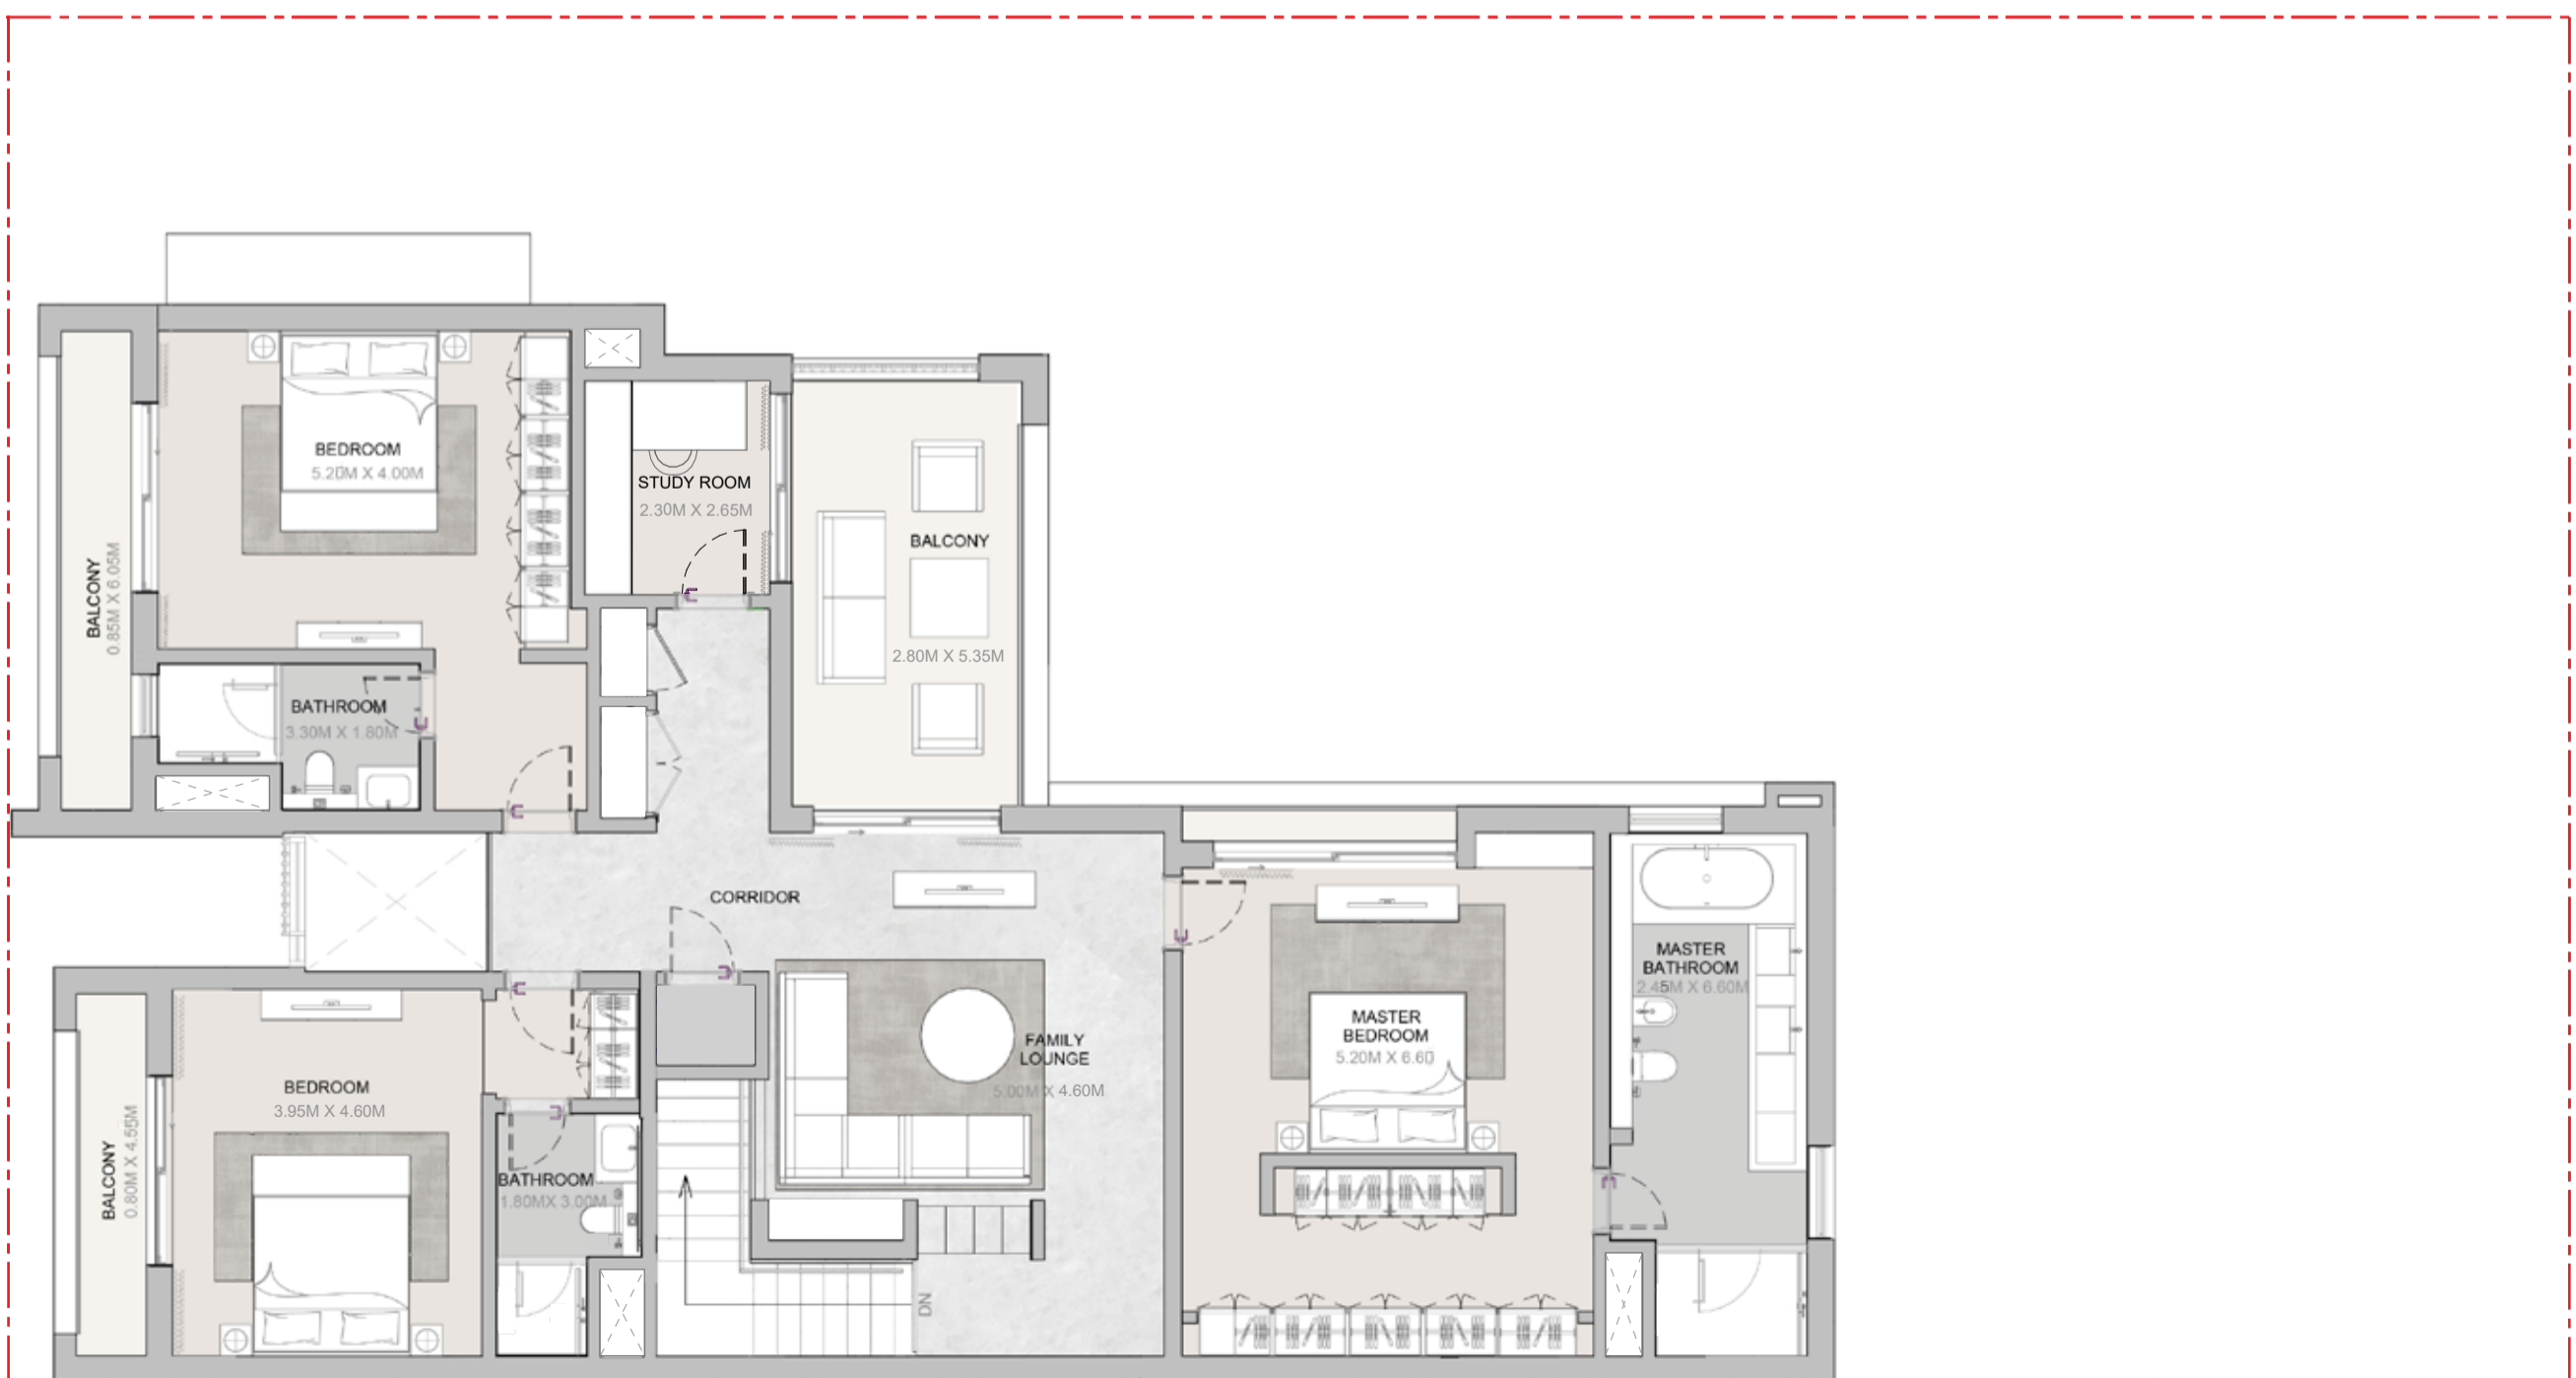 BEDROOM
5.20M X 4.00M
STUDY ROOM
2.30M X 2.65M
BALCONY
2.80M X 5.35M
BALCONY
0.85M X 6.05M
BATHROOM
3.30M X 1.80M
CORRIDOR
MASTER
BATHROOM
2.45M X 6.60M
MASTER
BEDROOM
5.20M X 6.60
FAMILY
LOUNGE
5.00M X 4.60M
BEDROOM
3.95M X 4.60M
BALCONY
0.80M X 4.65M
BATHROOM
1.80MX 3.00M
DN